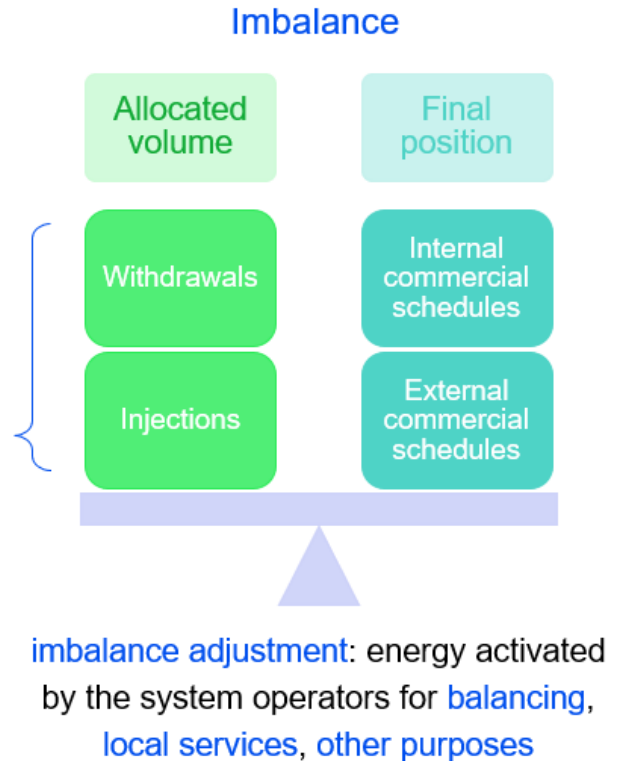 Imbalance
Allocated
volume
Final
position
Withdrawals
Internal
commercial
schedules
Injections
External
commercial
schedules
imbalance adjustment: energy activated
by the system operators for balancing,
local services, other purposes